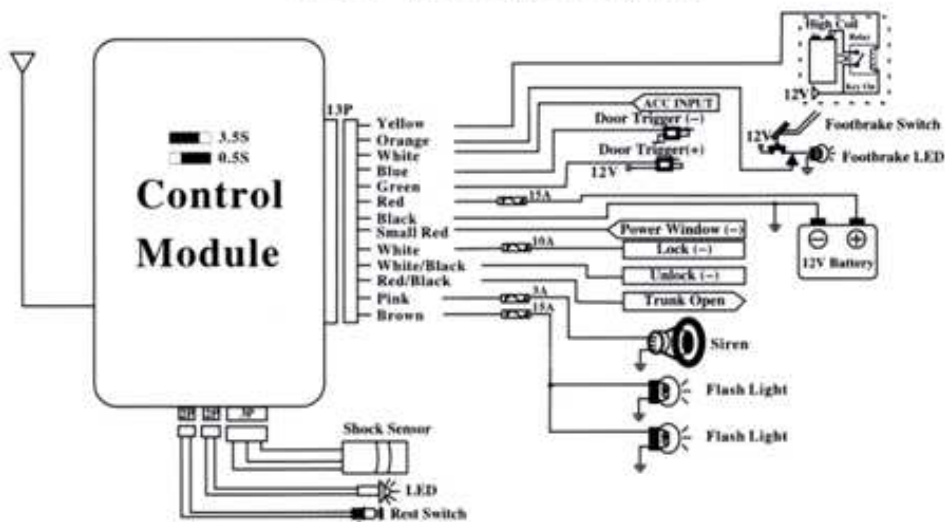 High Coil
Relay
Key On
12V
13P
3.5S
0.5S
Control
Module
Yellow
Orange
White
Blue
Green
Red
Black
Small Red
White
White/Black
Red/Black
Pink
Brown
ACC INPUT
Door Trigger (-)
Door Trigger(+)
12V
15A
Power Window (-)
10A
Lock (-)
Unlock (-)
Trunk Open
3A
15A
12V
Footbrake Switch
Footbrake LED
12V Battery
Siren
Flash Light
Flash Light
2P
2P
3P
Shock Sensor
LED
Rest Switch